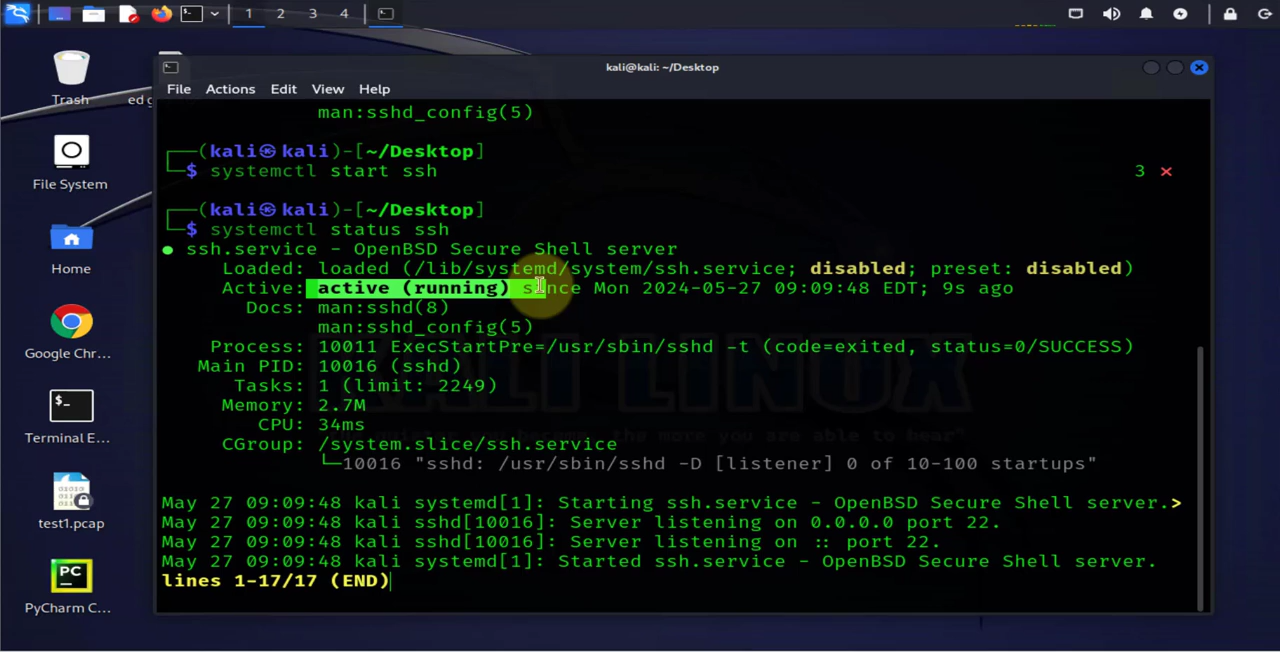 1 2 3 4
kali@kali: ~/Desktop
File Actions Edit View Help
Trash
ed g
File System
Home
Google Chr...
Terminal E...
test1.pcap
PC
PyCharm C...
man:sshd_config(5)
┌──(kali㉿kali)-[~/Desktop]
└─$ systemctl start ssh
3 ×
┌──(kali㉿kali)-[~/Desktop]
└─$ systemctl status ssh
● ssh.service - OpenBSD Secure Shell server
Loaded: loaded (/lib/systemd/system/ssh.service; disabled; preset: disabled)
Active: active (running) since Mon 2024-05-27 09:09:48 EDT; 9s ago
Docs: man:sshd(8)
man:sshd_config(5)
Process: 10011 ExecStartPre=/usr/sbin/sshd -t (code=exited, status=0/SUCCESS)
Main PID: 10016 (sshd)
Tasks: 1 (limit: 2249)
Memory: 2.7M
CPU: 34ms
CGroup: /system.slice/ssh.service
└─10016 "sshd: /usr/sbin/sshd -D [listener] 0 of 10-100 startups"
May 27 09:09:48 kali systemd[1]: Starting ssh.service - OpenBSD Secure Shell server.>
May 27 09:09:48 kali sshd[10016]: Server listening on 0.0.0.0 port 22.
May 27 09:09:48 kali sshd[10016]: Server listening on :: port 22.
May 27 09:09:48 kali systemd[1]: Started ssh.service - OpenBSD Secure Shell server.
lines 1-17/17 (END)
KALI LINUX